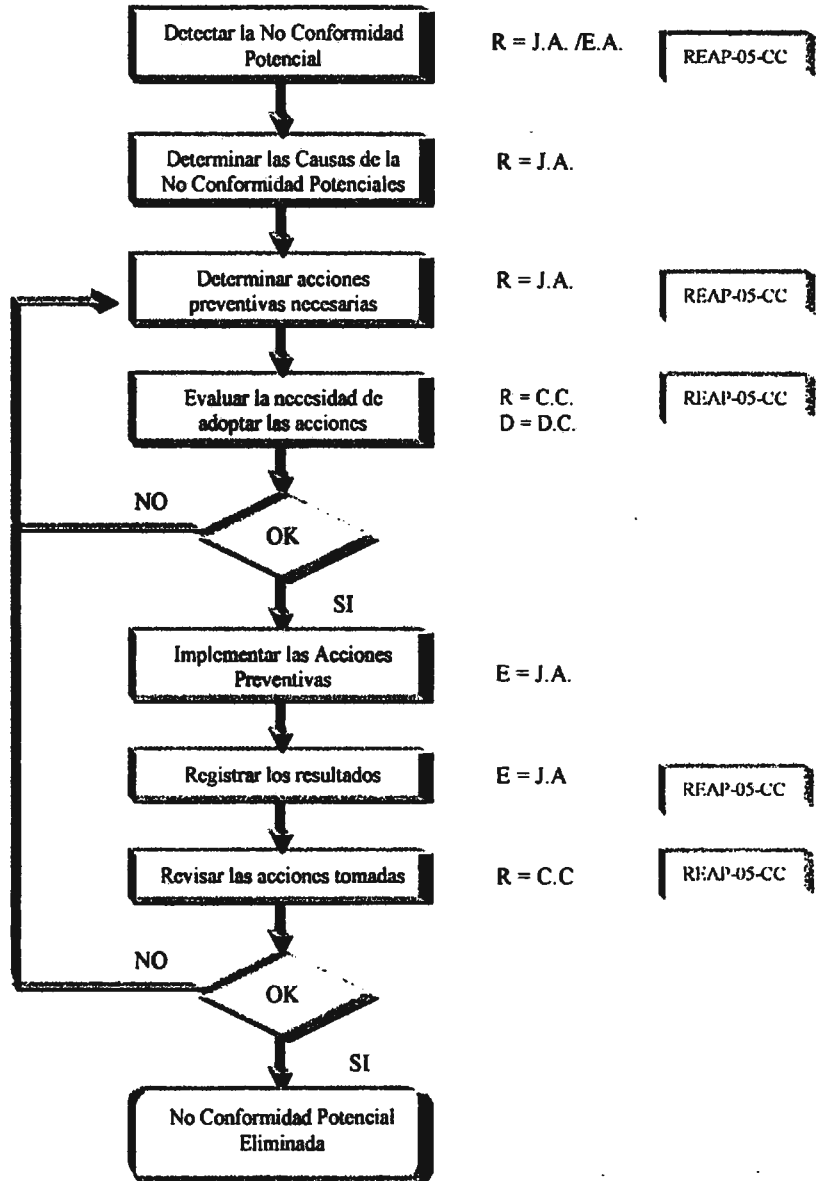 Detectar la No Conformidad
Potencial
R = J.A. /E.A.
REAP-05-CC
Determinar las Causas de la
No Conformidad Potenciales
R = J.A.
Determinar acciones
preventivas necesarias
R = J.A.
REAP-05-CC
Evaluar la necesidad de
adoptar las acciones
R = C.C.
D = D.C.
REAP-05-CC
NO
OK
SI
Implementar las Acciones
Preventivas
E = J.A.
Registrar los resultados
E = J.A
REAP-05-CC
Revisar las acciones tomadas
R = C.C
REAP-05-CC
NO
OK
SI
No Conformidad Potencial
Eliminada